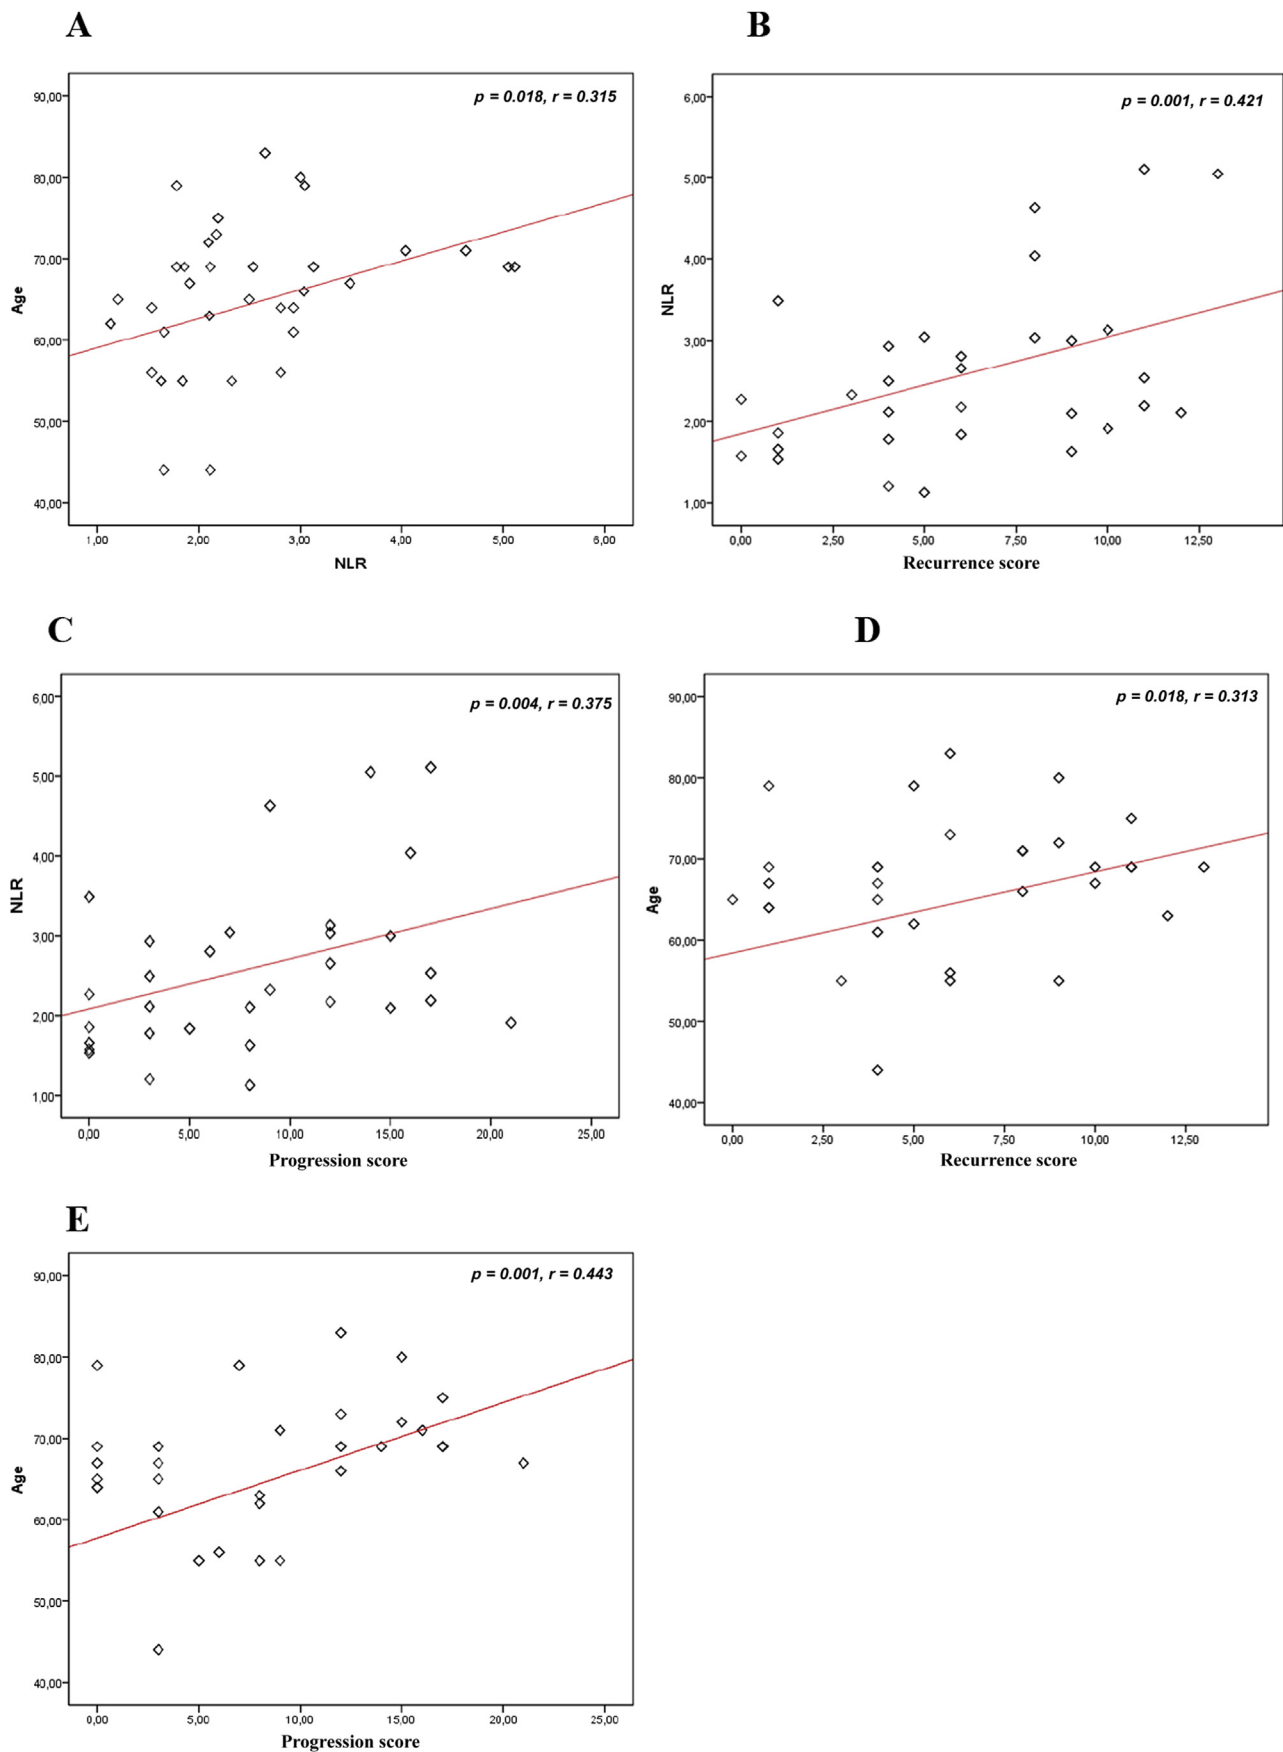 A
p = 0.018, r = 0.315
90,00
80,00
70,00
60,00
50,00
40,00
Age
1,00 2,00 3,00 4,00 5,00 6,00
NLR
B
p = 0.001, r = 0.421
6,00
5,00
4,00
3,00
2,00
1,00
NLR
0,00 2,50 5,00 7,50 10,00 12,50
Recurrence score
C
p = 0.004, r = 0.375
6,00
5,00
4,00
3,00
2,00
1,00
NLR
0,00 5,00 10,00 15,00 20,00 25,00
Progression score
D
p = 0.018, r = 0.313
90,00
80,00
70,00
60,00
50,00
40,00
Age
0,00 2,50 5,00 7,50 10,00 12,50
Recurrence score
E
p = 0.001, r = 0.443
90,00
80,00
70,00
60,00
50,00
40,00
Age
0,00 5,00 10,00 15,00 20,00 25,00
Progression score